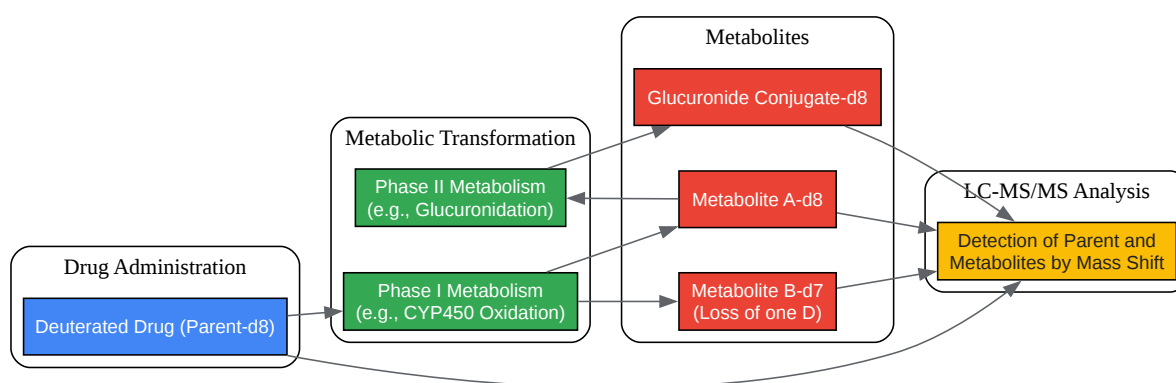 Drug Administration
Deuterated Drug (Parent-d8)
Metabolic Transformation
Phase II Metabolism
(e.g., Glucuronidation)
Phase I Metabolism
(e.g., CYP450 Oxidation)
Metabolites
Glucuronide Conjugate-d8
Metabolite A-d8
Metabolite B-d7
(Loss of one D)
LC-MS/MS Analysis
Detection of Parent and
Metabolites by Mass Shift